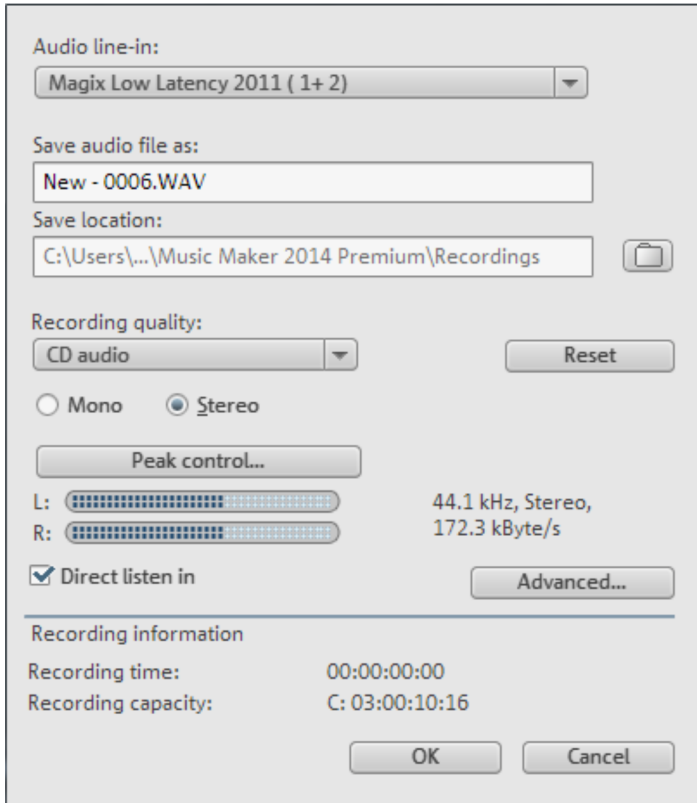 Audio line-in:
Magix Low Latency 2011 ( 1+ 2)
Save audio file as:
New - 0006.WAV
Save location:
C:\Users\...\Music Maker 2014 Premium\Recordings
Recording quality:
CD audio
Reset
Mono
Stereo
Peak control...
L:
R:
44.1 kHz, Stereo,
172.3 kByte/s
Direct listen in
Advanced...
Recording information
Recording time: 00:00:00:00
Recording capacity: C: 03:00:10:16
OK
Cancel